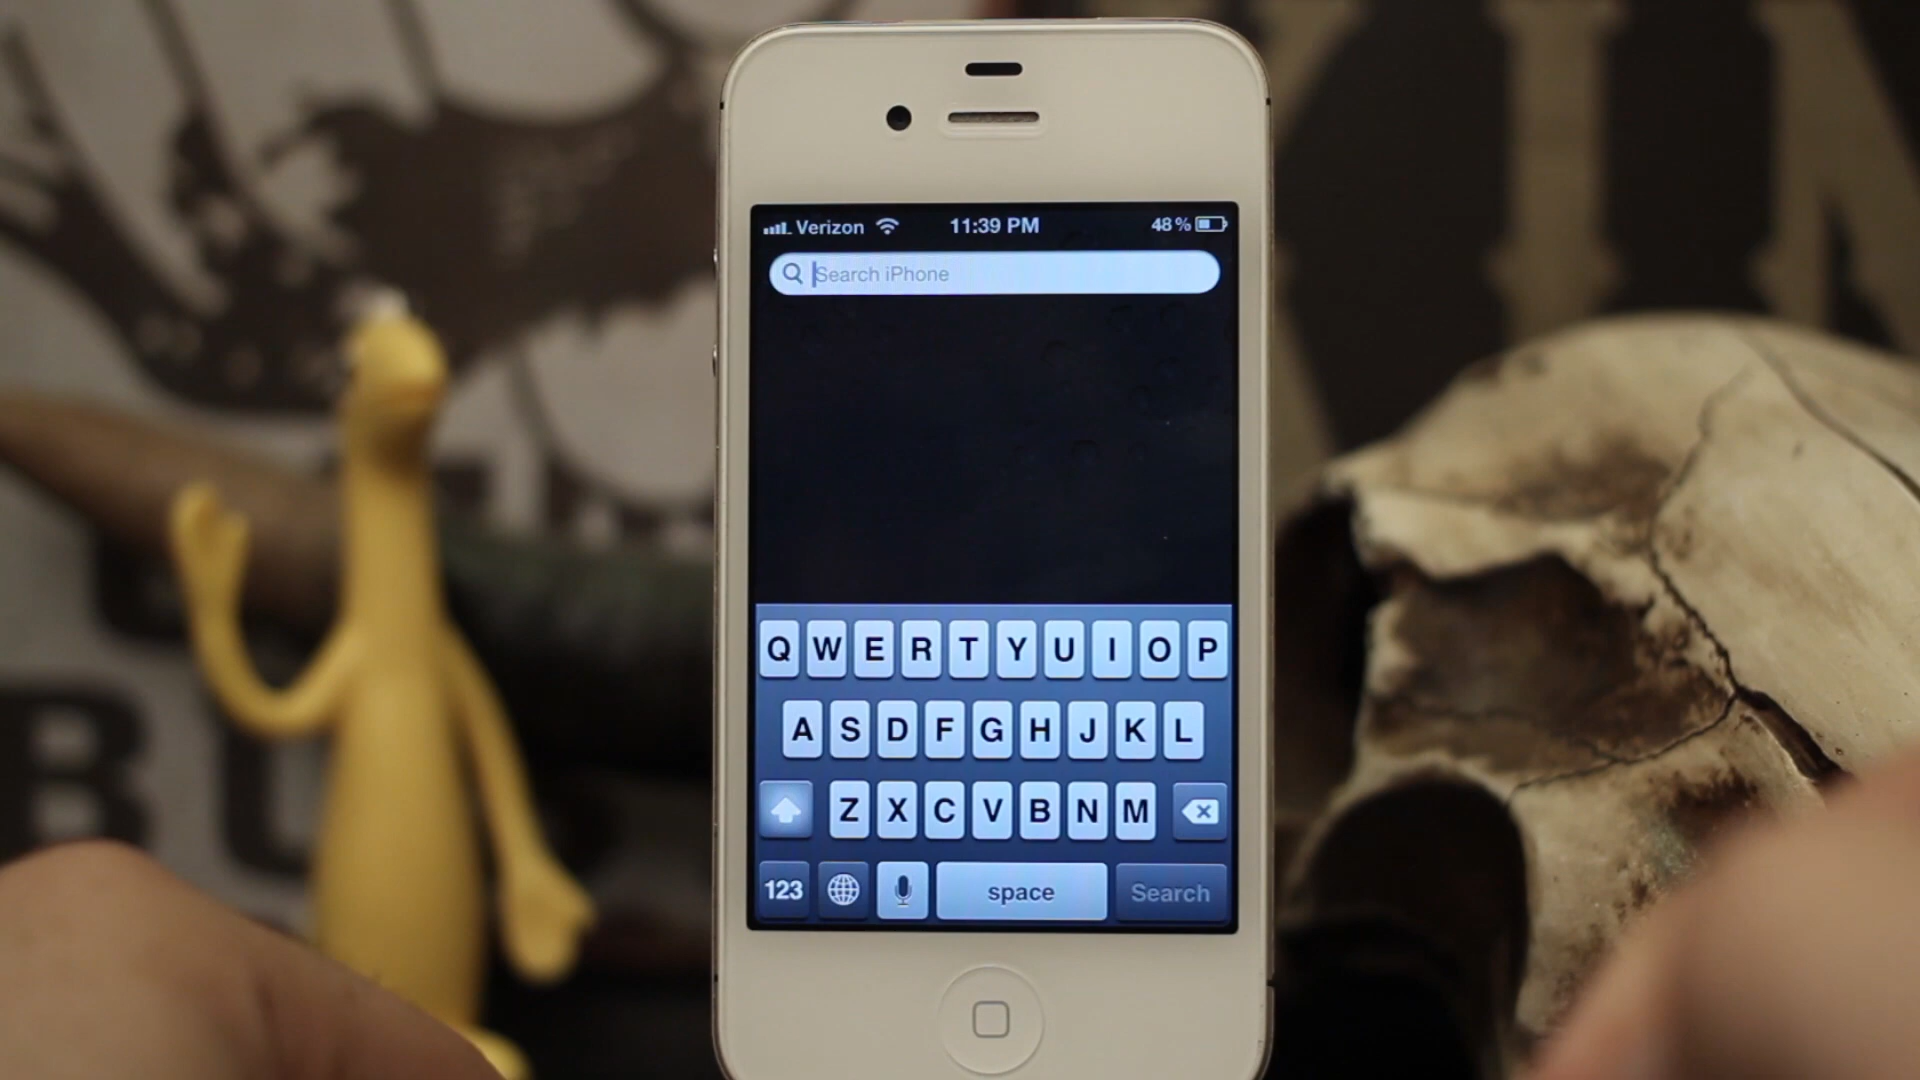 Verizon 11:39 PM 48%
Search iPhone
Q W E R T Y U I O P
A S D F G H J K L
Z X C V B N M
123 space Search